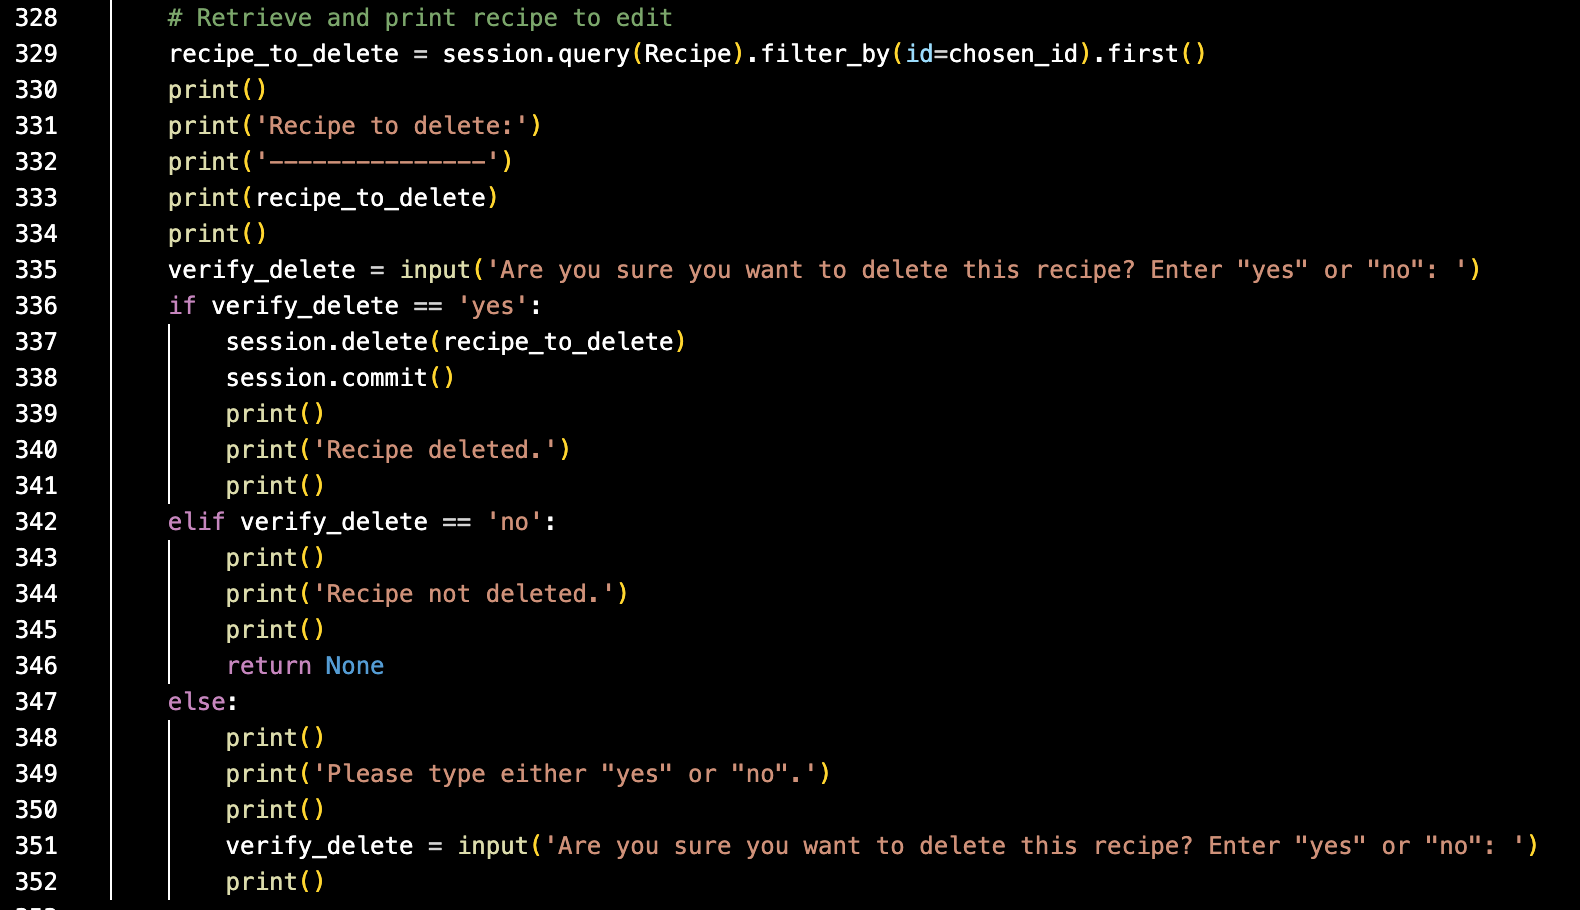 328 # Retrieve and print recipe to edit
329 recipe_to_delete = session.query(Recipe).filter_by(id=chosen_id).first()
330 print()
331 print('Recipe to delete:')
332 print('---------------')
333 print(recipe_to_delete)
334 print()
335 verify_delete = input('Are you sure you want to delete this recipe? Enter "yes" or "no": ')
336 if verify_delete == 'yes':
337 session.delete(recipe_to_delete)
338 session.commit()
339 print()
340 print('Recipe deleted.')
341 print()
342 elif verify_delete == 'no':
343 print()
344 print('Recipe not deleted.')
345 print()
346 return None
347 else:
348 print()
349 print('Please type either "yes" or "no".')
350 print()
351 verify_delete = input('Are you sure you want to delete this recipe? Enter "yes" or "no": ')
352 print()